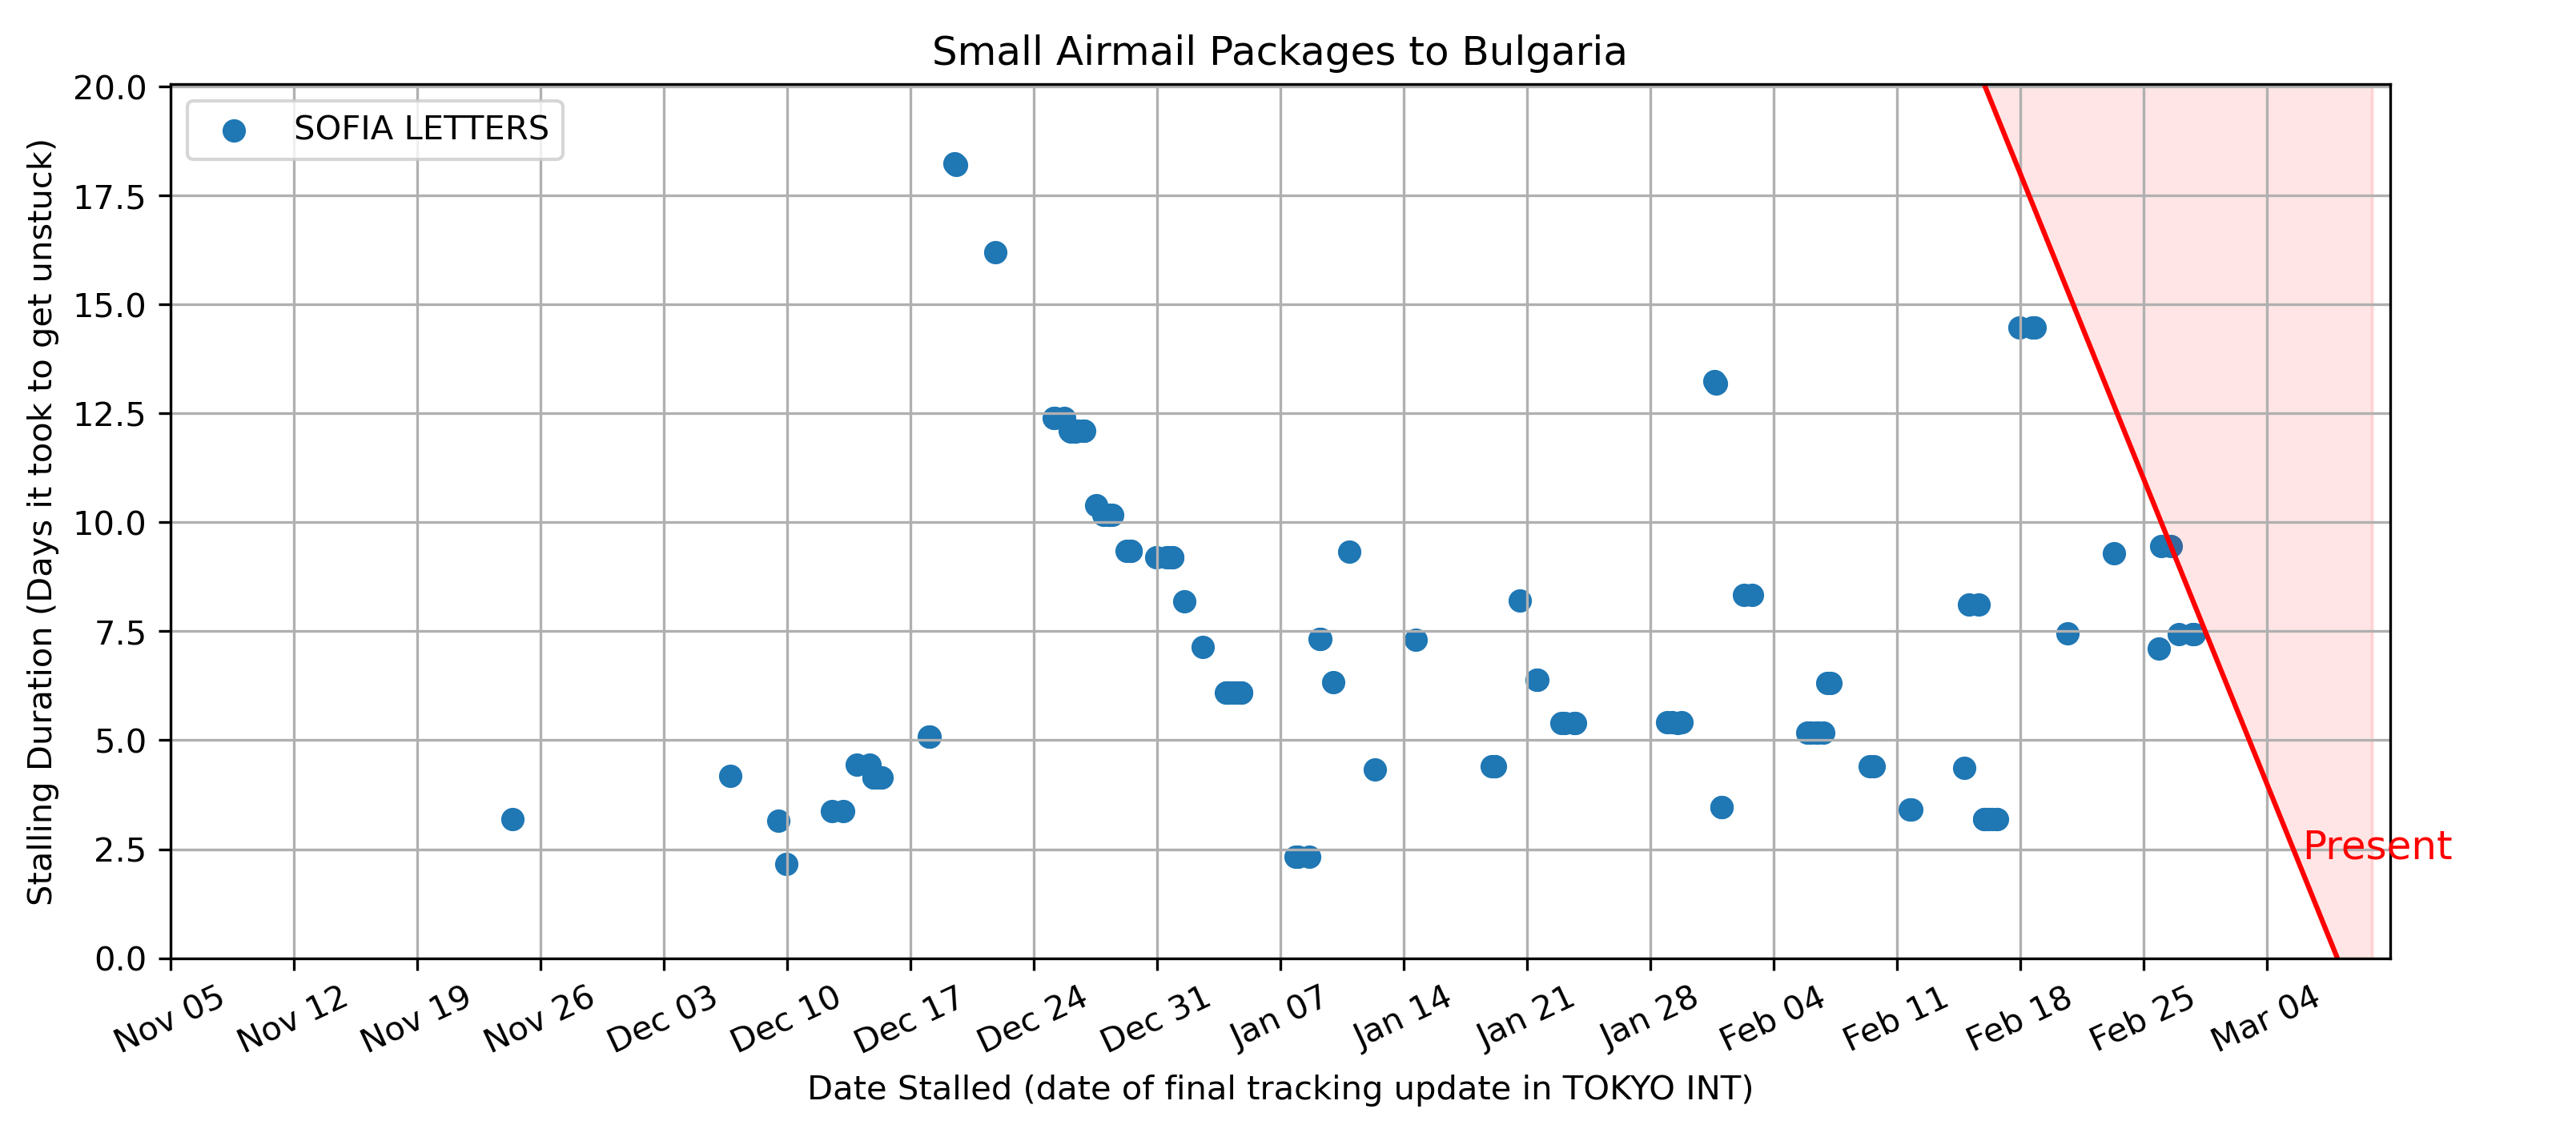 Small Airmail Packages to Bulgaria
SOFIA LETTERS
Stalling Duration (Days it took to get unstuck)
20.0
17.5
15.0
12.5
10.0
7.5
5.0
2.5
0.0
Present
Nov 05 Nov 12 Nov 19 Nov 26 Dec 03 Dec 10 Dec 17 Dec 24 Dec 31 Jan 07 Jan 14 Jan 21 Jan 28 Feb 04 Feb 11 Feb 18 Feb 25 Mar 04
Date Stalled (date of final tracking update in TOKYO INT)